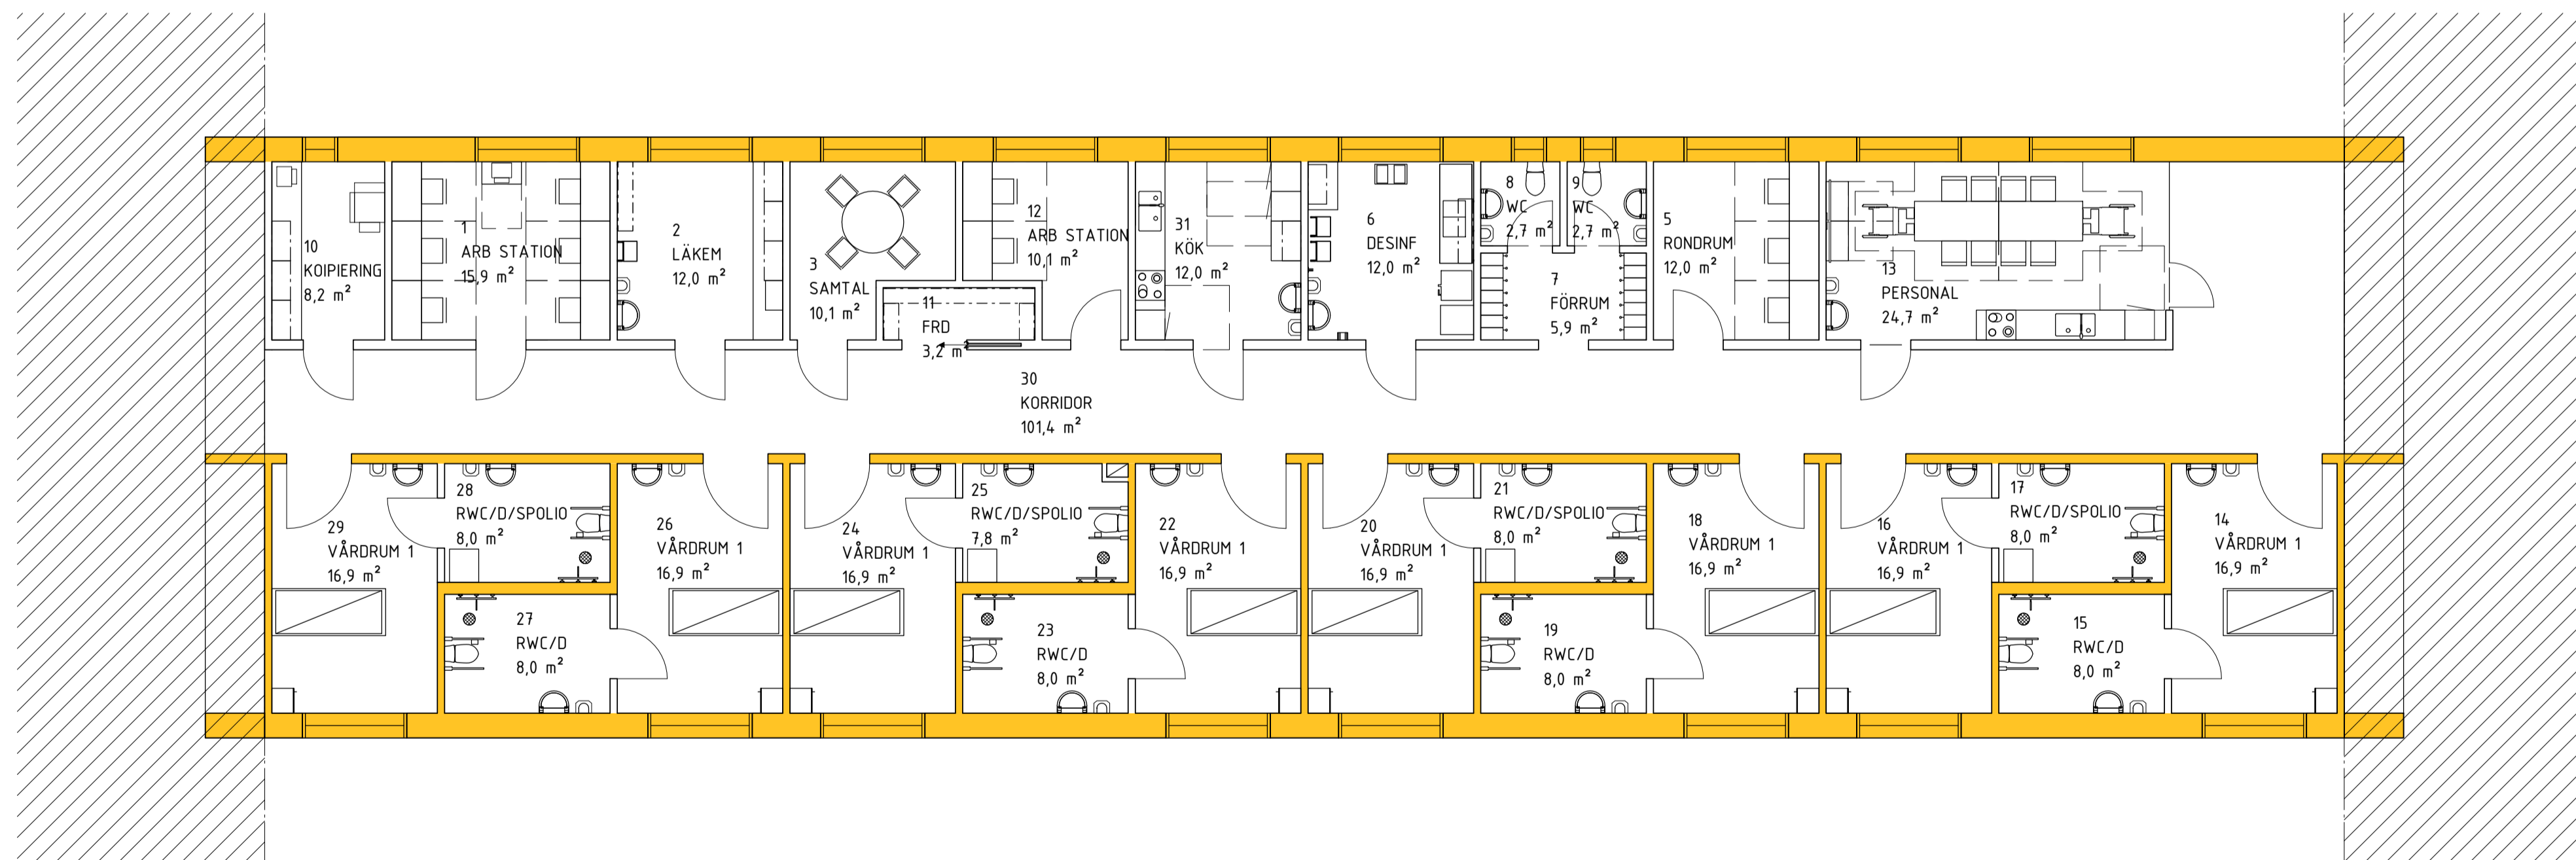 10
KOIPIERING
8,2 m²
1
ARB STATION
15,9 m²
2
LÄKEM
12,0 m²
3
SAMTAL
10,1 m²
11
FRD
3,2 m²
12
ARB STATION
10,1 m²
31
KÖK
12,0 m²
6
DESINF
12,0 m²
8
WC
2,7 m²
9
WC
2,7 m²
7
FÖRRUM
5,9 m²
5
RONDRUM
12,0 m²
13
PERSONAL
24,7 m²
30
KORRIDOR
101,4 m²
29
VÅRDRUM 1
16,9 m²
28
RWC/D/SPOLIO
8,0 m²
27
RWC/D
8,0 m²
26
VÅRDRUM 1
16,9 m²
24
VÅRDRUM 1
16,9 m²
25
RWC/D/SPOLIO
7,8 m²
23
RWC/D
8,0 m²
22
VÅRDRUM 1
16,9 m²
20
VÅRDRUM 1
16,9 m²
21
RWC/D/SPOLIO
8,0 m²
19
RWC/D
8,0 m²
18
VÅRDRUM 1
16,9 m²
16
VÅRDRUM 1
16,9 m²
17
RWC/D/SPOLIO
8,0 m²
15
RWC/D
8,0 m²
14
VÅRDRUM 1
16,9 m²